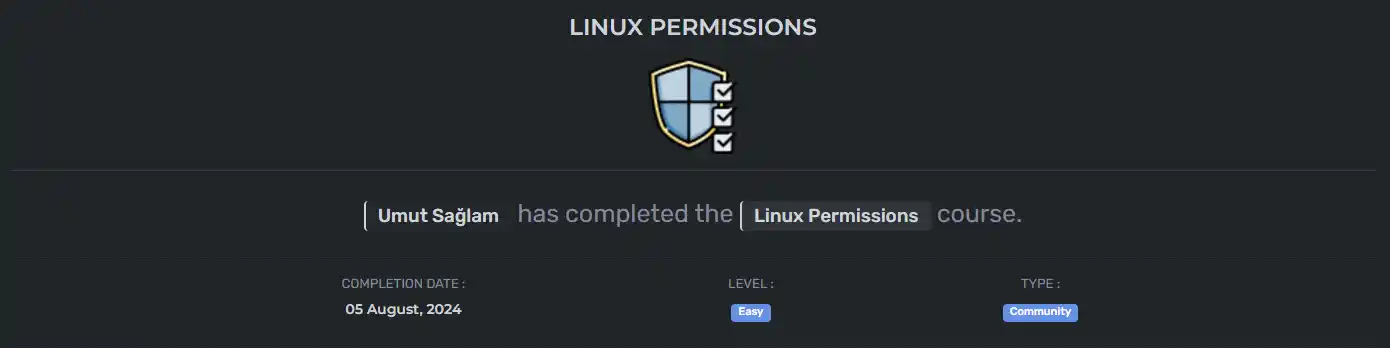 LINUX PERMISSIONS
Umut Sağlam has completed the Linux Permissions course.
COMPLETION DATE : LEVEL : TYPE :
05 August, 2024 Easy Community